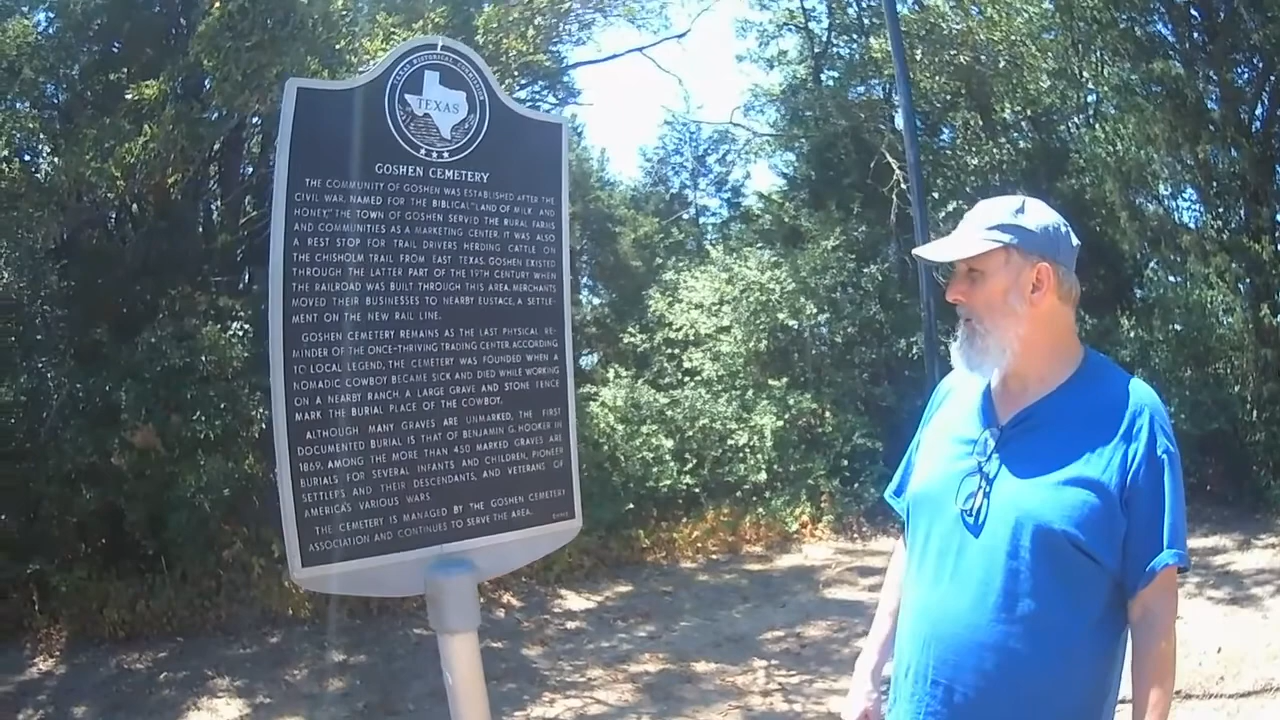 TEXAS HISTORICAL COMMISSION
TEXAS
GOSHEN CEMETERY
THE COMMUNITY OF GOSHEN WAS ESTABLISHED AFTER THE
CIVIL WAR. NAMED FOR THE BIBLICAL "LAND OF MILK AND
HONEY," THE TOWN OF GOSHEN SERVED THE RURAL FARMS
AND COMMUNITIES AS A MARKETING CENTER. IT WAS ALSO
A REST STOP FOR TRAIL DRIVERS HERDING CATTLE ON
THE CHISHOLM TRAIL FROM EAST TEXAS. GOSHEN EXISTED
THROUGH THE LATTER PART OF THE 19TH CENTURY WHEN
THE RAILROAD WAS BUILT THROUGH THIS AREA. MERCHANTS
MOVED THEIR BUSINESSES TO NEARBY EUSTACE, A SETTLE-
MENT ON THE NEW RAIL LINE.
GOSHEN CEMETERY REMAINS AS THE LAST PHYSICAL RE-
MINDER OF THE ONCE-THRIVING TRADING CENTER. ACCORDING
TO LOCAL LEGEND, THE CEMETERY WAS FOUNDED WHEN A
NOMADIC COWBOY BECAME SICK AND DIED WHILE WORKING
ON A NEARBY RANCH. A LARGE GRAVE AND STONE FENCE
MARK THE BURIAL PLACE OF THE COWBOY.
ALTHOUGH MANY GRAVES ARE UNMARKED, THE FIRST
DOCUMENTED BURIAL IS THAT OF BENJAMIN G. HOOKER IN
1869. AMONG THE MORE THAN 450 MARKED GRAVES ARE
BURIALS FOR SEVERAL INFANTS AND CHILDREN, PIONEER
SETTLERS AND THEIR DESCENDANTS, AND VETERANS OF
AMERICA'S VARIOUS WARS.
THE CEMETERY IS MANAGED BY THE GOSHEN CEMETERY
ASSOCIATION AND CONTINUES TO SERVE THE AREA.